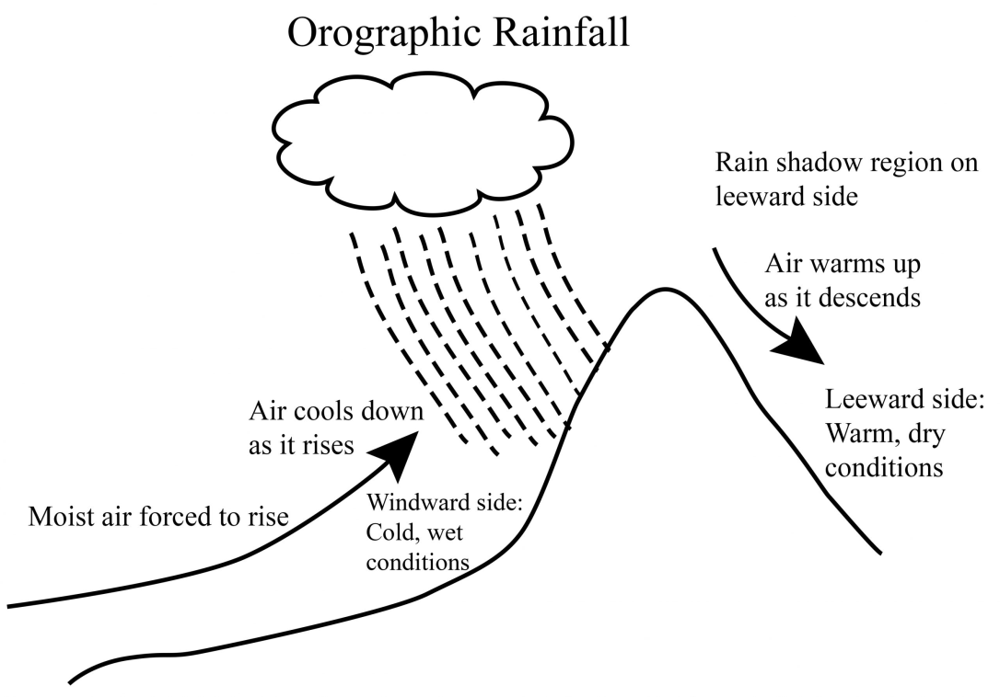 Orographic Rainfall
Rain shadow region on
leeward side
Air warms up
as it descends
Air cools down
as it rises
Leeward side:
Warm, dry
conditions
Moist air forced to rise
Windward side:
Cold, wet
conditions